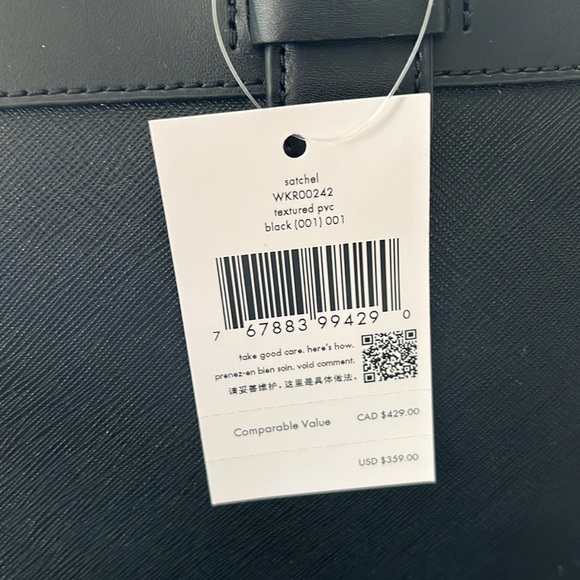 satchel
WKR00242
textured pvc
black (001) 001
7 67883 99429 0
take good care. here's how.
prenez-en bien soin. voici comment.
请妥善维护。这里是具体做法。
Comparable Value CAD $429.00
USD $359.00